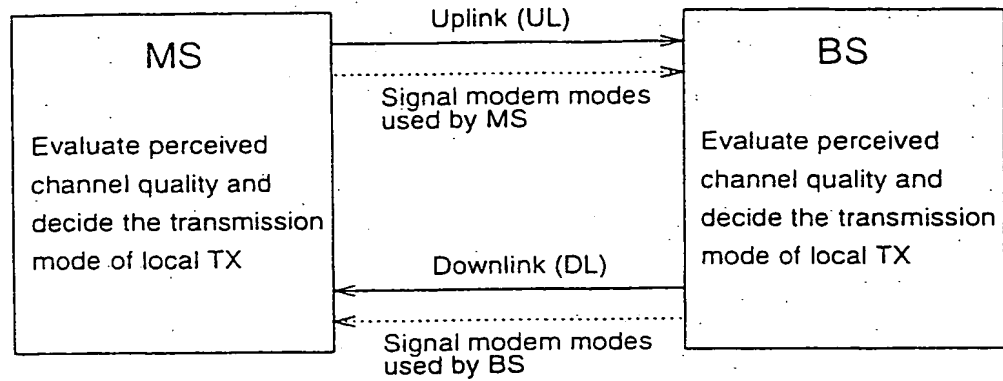 MS
Evaluate perceived
channel quality and
decide the transmission
mode of local TX
Uplink (UL)
Signal modem modes
used by MS
Downlink (DL)
Signal modem modes
used by BS
BS
Evaluate perceived
channel quality and
decide the transmission
mode of local TX